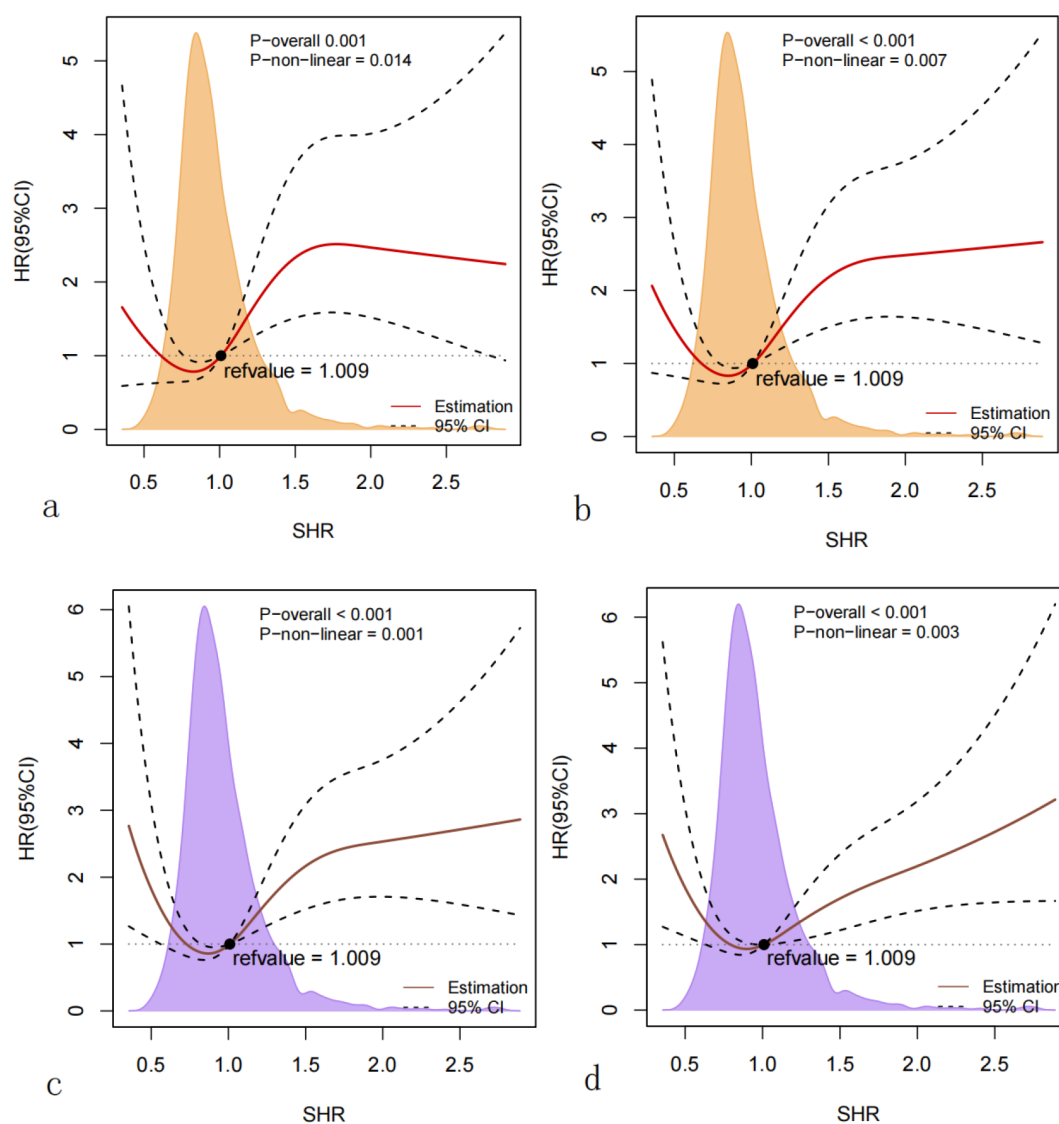 P-overall 0.001
P-non-linear = 0.014
HR(95%CI)
5
4
3
2
1
0
refvalue = 1.009
Estimation
95% CI
0.5 1.0 1.5 2.0 2.5
SHR
a
P-overall < 0.001
P-non-linear = 0.007
HR(95%CI)
5
4
3
2
1
0
refvalue = 1.009
Estimation
95% CI
0.5 1.0 1.5 2.0 2.5
SHR
b
P-overall < 0.001
P-non-linear = 0.001
HR(95%CI)
6
5
4
3
2
1
0
refvalue = 1.009
Estimation
95% CI
0.5 1.0 1.5 2.0 2.5
SHR
c
P-overall < 0.001
P-non-linear = 0.003
HR(95%CI)
6
5
4
3
2
1
0
refvalue = 1.009
Estimation
95% CI
0.5 1.0 1.5 2.0 2.5
SHR
d